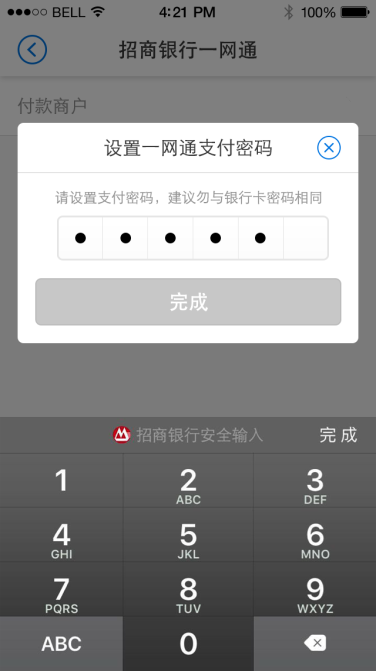 BELL 4:21 PM 100%
招商银行一网通
付款商户
设置一网通支付密码
请设置支付密码，建议勿与银行卡密码相同
完成
招商银行安全输入 完成
1 2 3
ABC DEF
4 5 6
GHI JKL MNO
7 8 9
PQRS TUV WXYZ
ABC 0